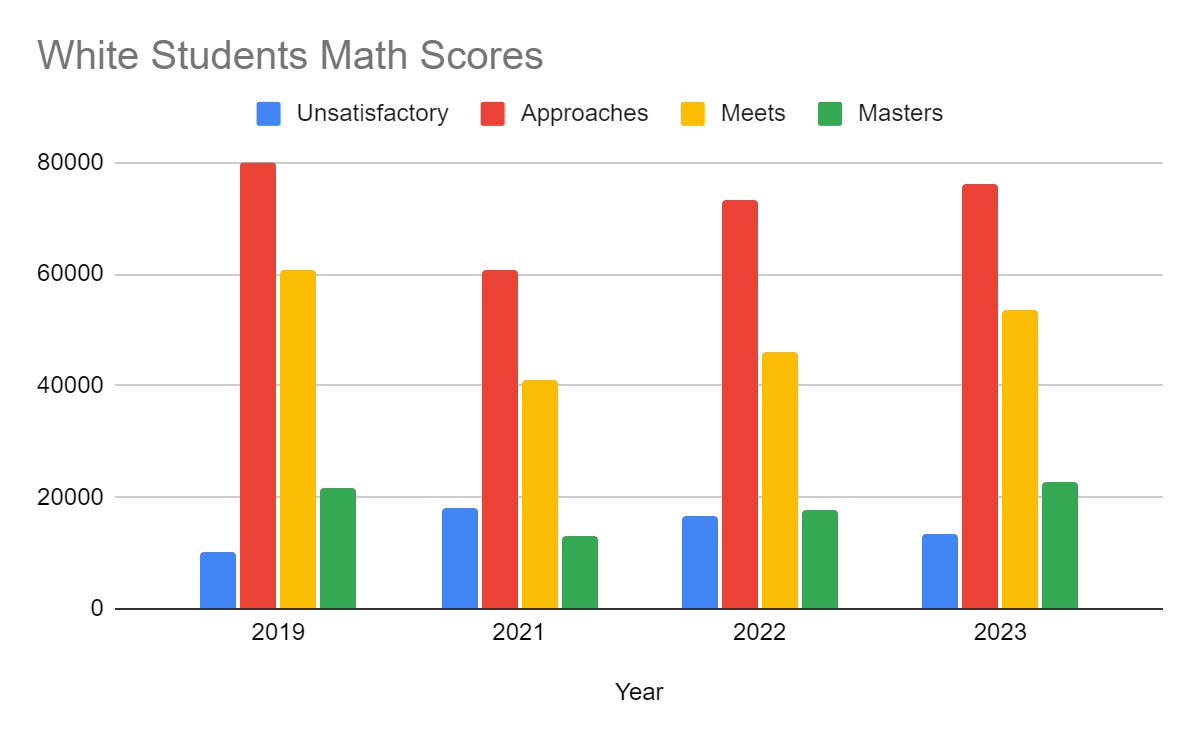 White Students Math Scores
Unsatisfactory Approaches Meets Masters
80000
60000
40000
20000
0
2019 2021 2022 2023
Year